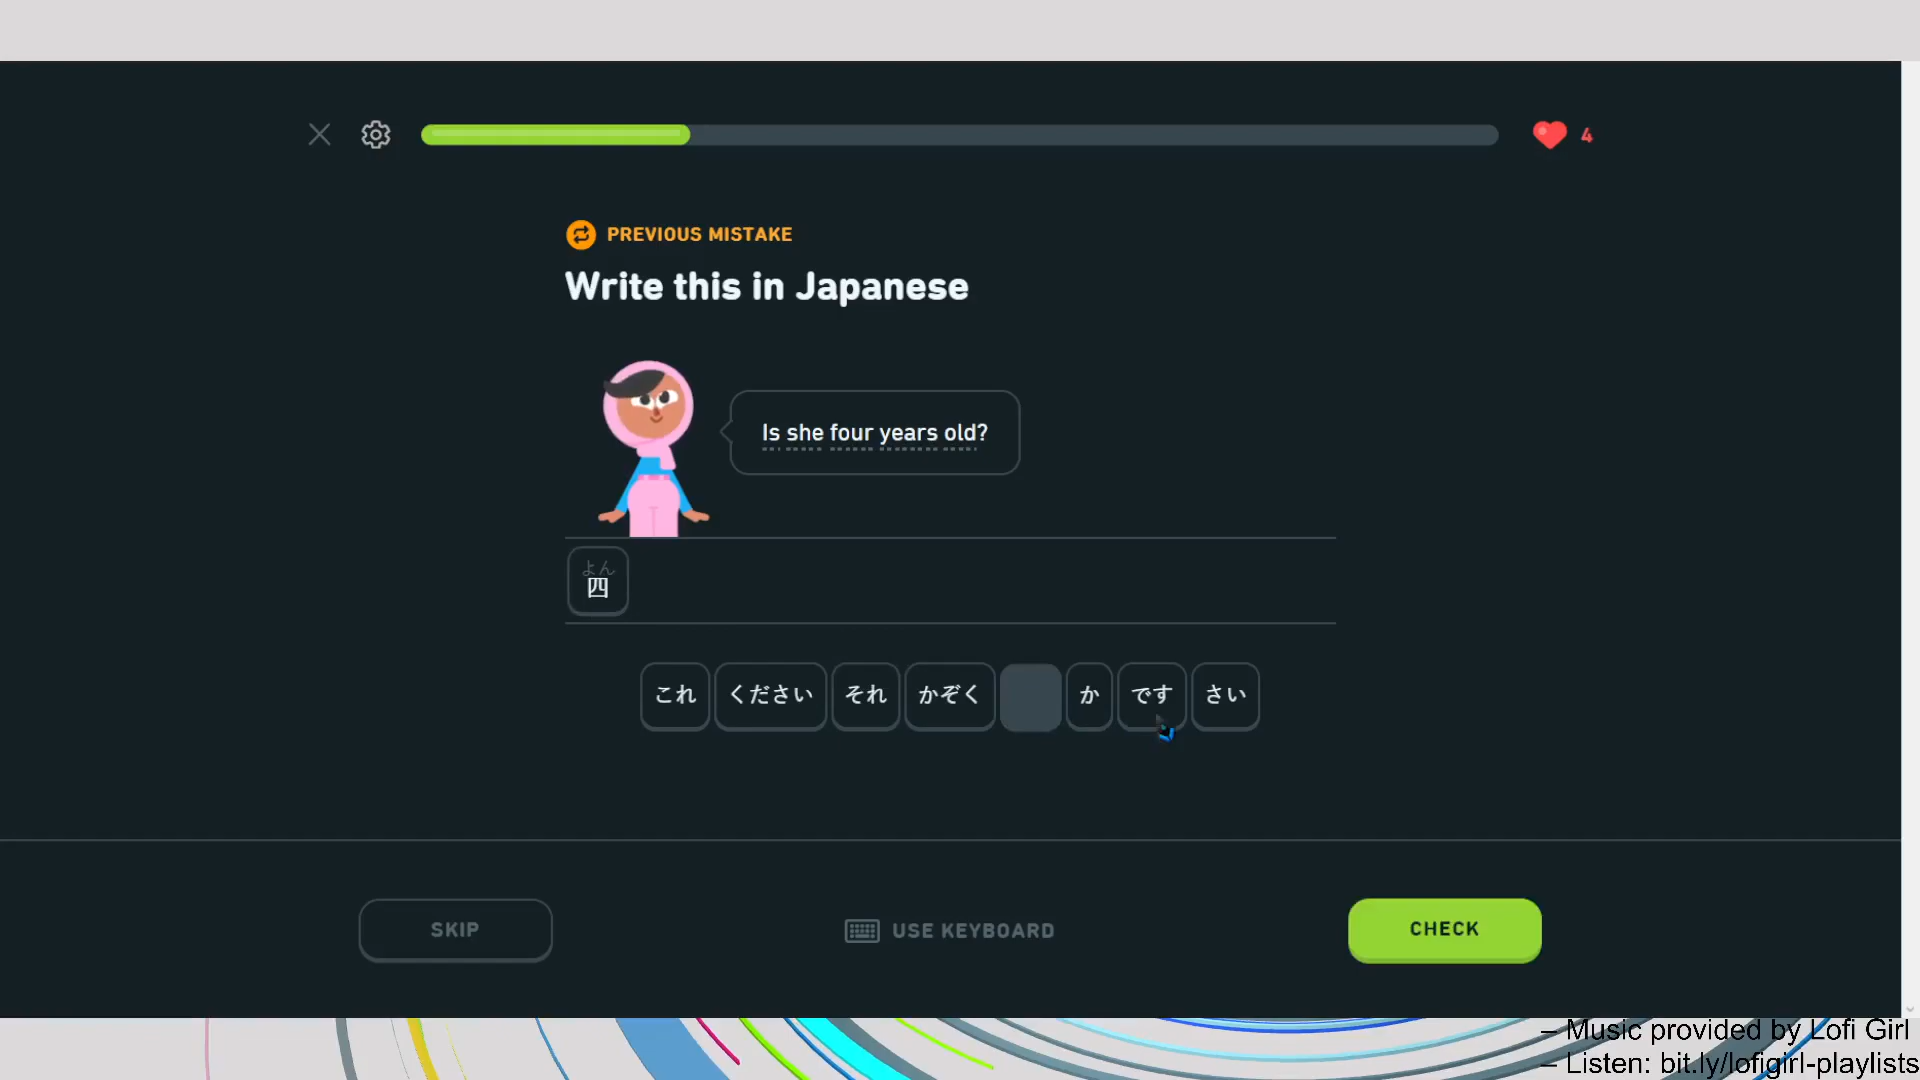 4
PREVIOUS MISTAKE
Write this in Japanese
Is she four years old?
よん
四
これ ください それ かぞく か です さい
SKIP USE KEYBOARD CHECK
– Music provided by Lofi Girl
– Listen: bit.ly/lofigirl-playlists